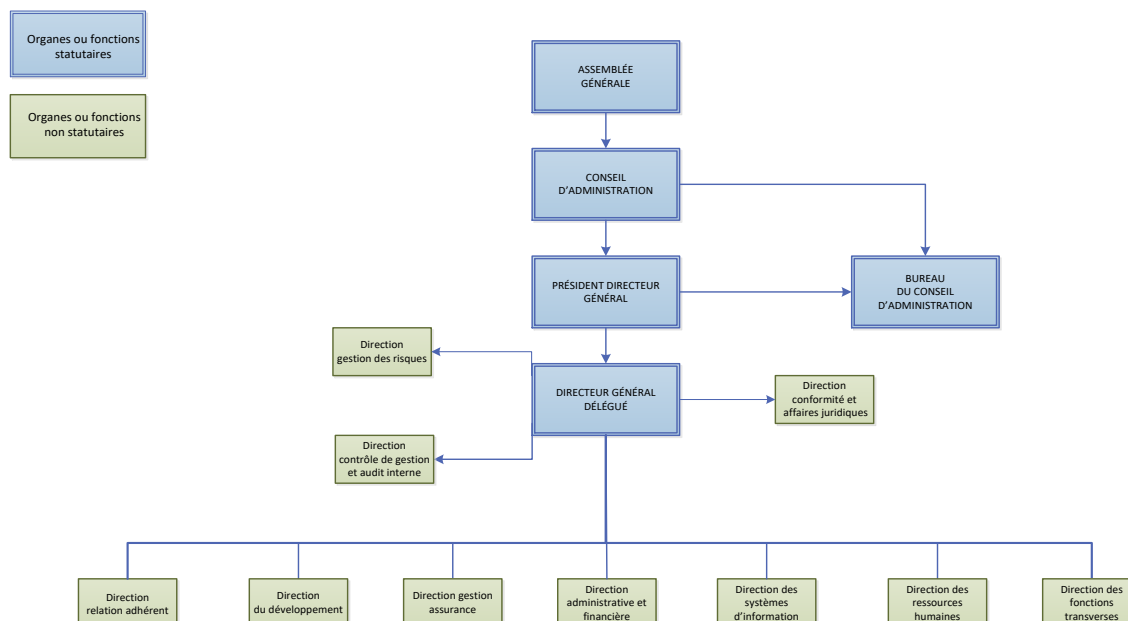 Organes ou fonctions
statutaires
Organes ou fonctions
non statutaires
ASSEMBLÉE
GÉNÉRALE
CONSEIL
D’ADMINISTRATION
PRÉSIDENT DIRECTEUR
GÉNÉRAL
BUREAU
DU CONSEIL
D’ADMINISTRATION
Direction
gestion des risques
DIRECTEUR GÉNÉRAL
DÉLÉGUÉ
Direction
conformité et
affaires juridiques
Direction
contrôle de gestion
et audit interne
Direction
relation adhérent
Direction
du développement
Direction gestion
assurance
Direction
administrative et
financière
Direction des
systèmes
d’information
Direction des
ressources
humaines
Direction des
fonctions
transverses